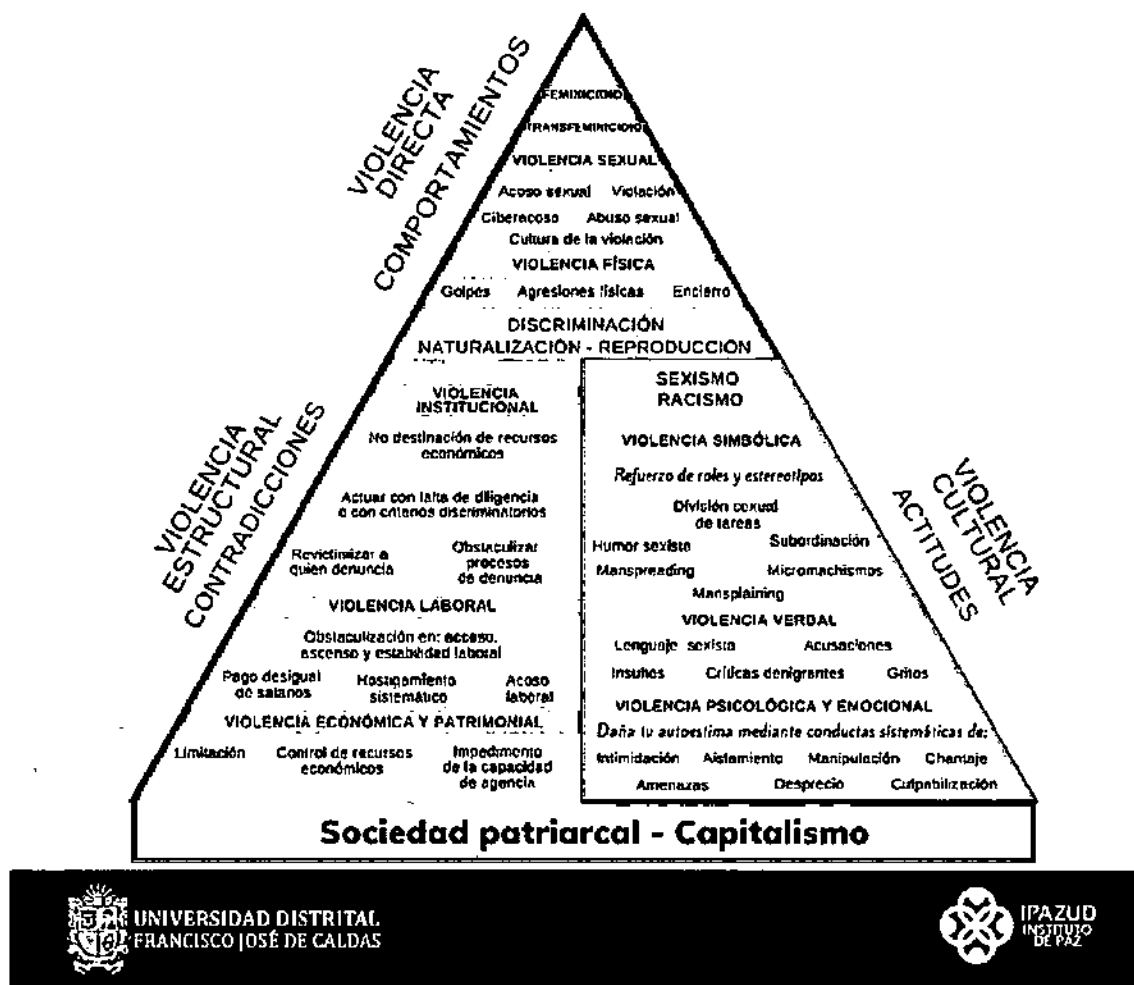 VIOLENCIA
DIRECTA
COMPORTAMIENTOS
FEMINICIDIO
TRANSFEMINICIDIO
VIOLENCIA SEXUAL
Acoso sexual Violación
Ciberacoso Abuso sexual
Cultura de la violación
VIOLENCIA FÍSICA
Golpes Agresiones físicas Encierro
DISCRIMINACIÓN
NATURALIZACIÓN - REPRODUCCIÓN
VIOLENCIA
ESTRUCTURAL
CONTRADICCIONES
VIOLENCIA
INSTITUCIONAL
No destinación de recursos
económicos
Actuar con falta de diligencia
o con criterios discriminatorios
Revictimizar a
quien denuncia
Obstaculizar
procesos
de denuncia
VIOLENCIA LABORAL
Obstaculización en: acceso,
ascenso y estabilidad laboral
Pago desigual
de salarios
Hostigamiento
sistemático
Acoso
laboral
VIOLENCIA ECONÓMICA Y PATRIMONIAL
Limitación
Control de recursos
económicos
Impedimento
de la capacidad
de agencia
SEXISMO
RACISMO
VIOLENCIA SIMBÓLICA
Refuerzo de roles y estereotipos
División sexual
de tareas
Humor sexista Subordinación
Manspreading Micromachismos
Mansplaining
VIOLENCIA VERBAL
Lenguaje sexista Acusaciones
Insultos Críticas denigrantes Gritos
VIOLENCIA PSICOLÓGICA Y EMOCIONAL
Daña tu autoestima mediante conductas sistemáticas de:
Intimidación Aislamiento Manipulación Chantaje
Amenazas Desprecio Culpabilización
VIOLENCIA
CULTURAL
ACTITUDES
Sociedad patriarcal - Capitalismo
UNIVERSIDAD DISTRITAL
FRANCISCO JOSÉ DE CALDAS
IPAZUD
INSTITUTO
DE PAZ